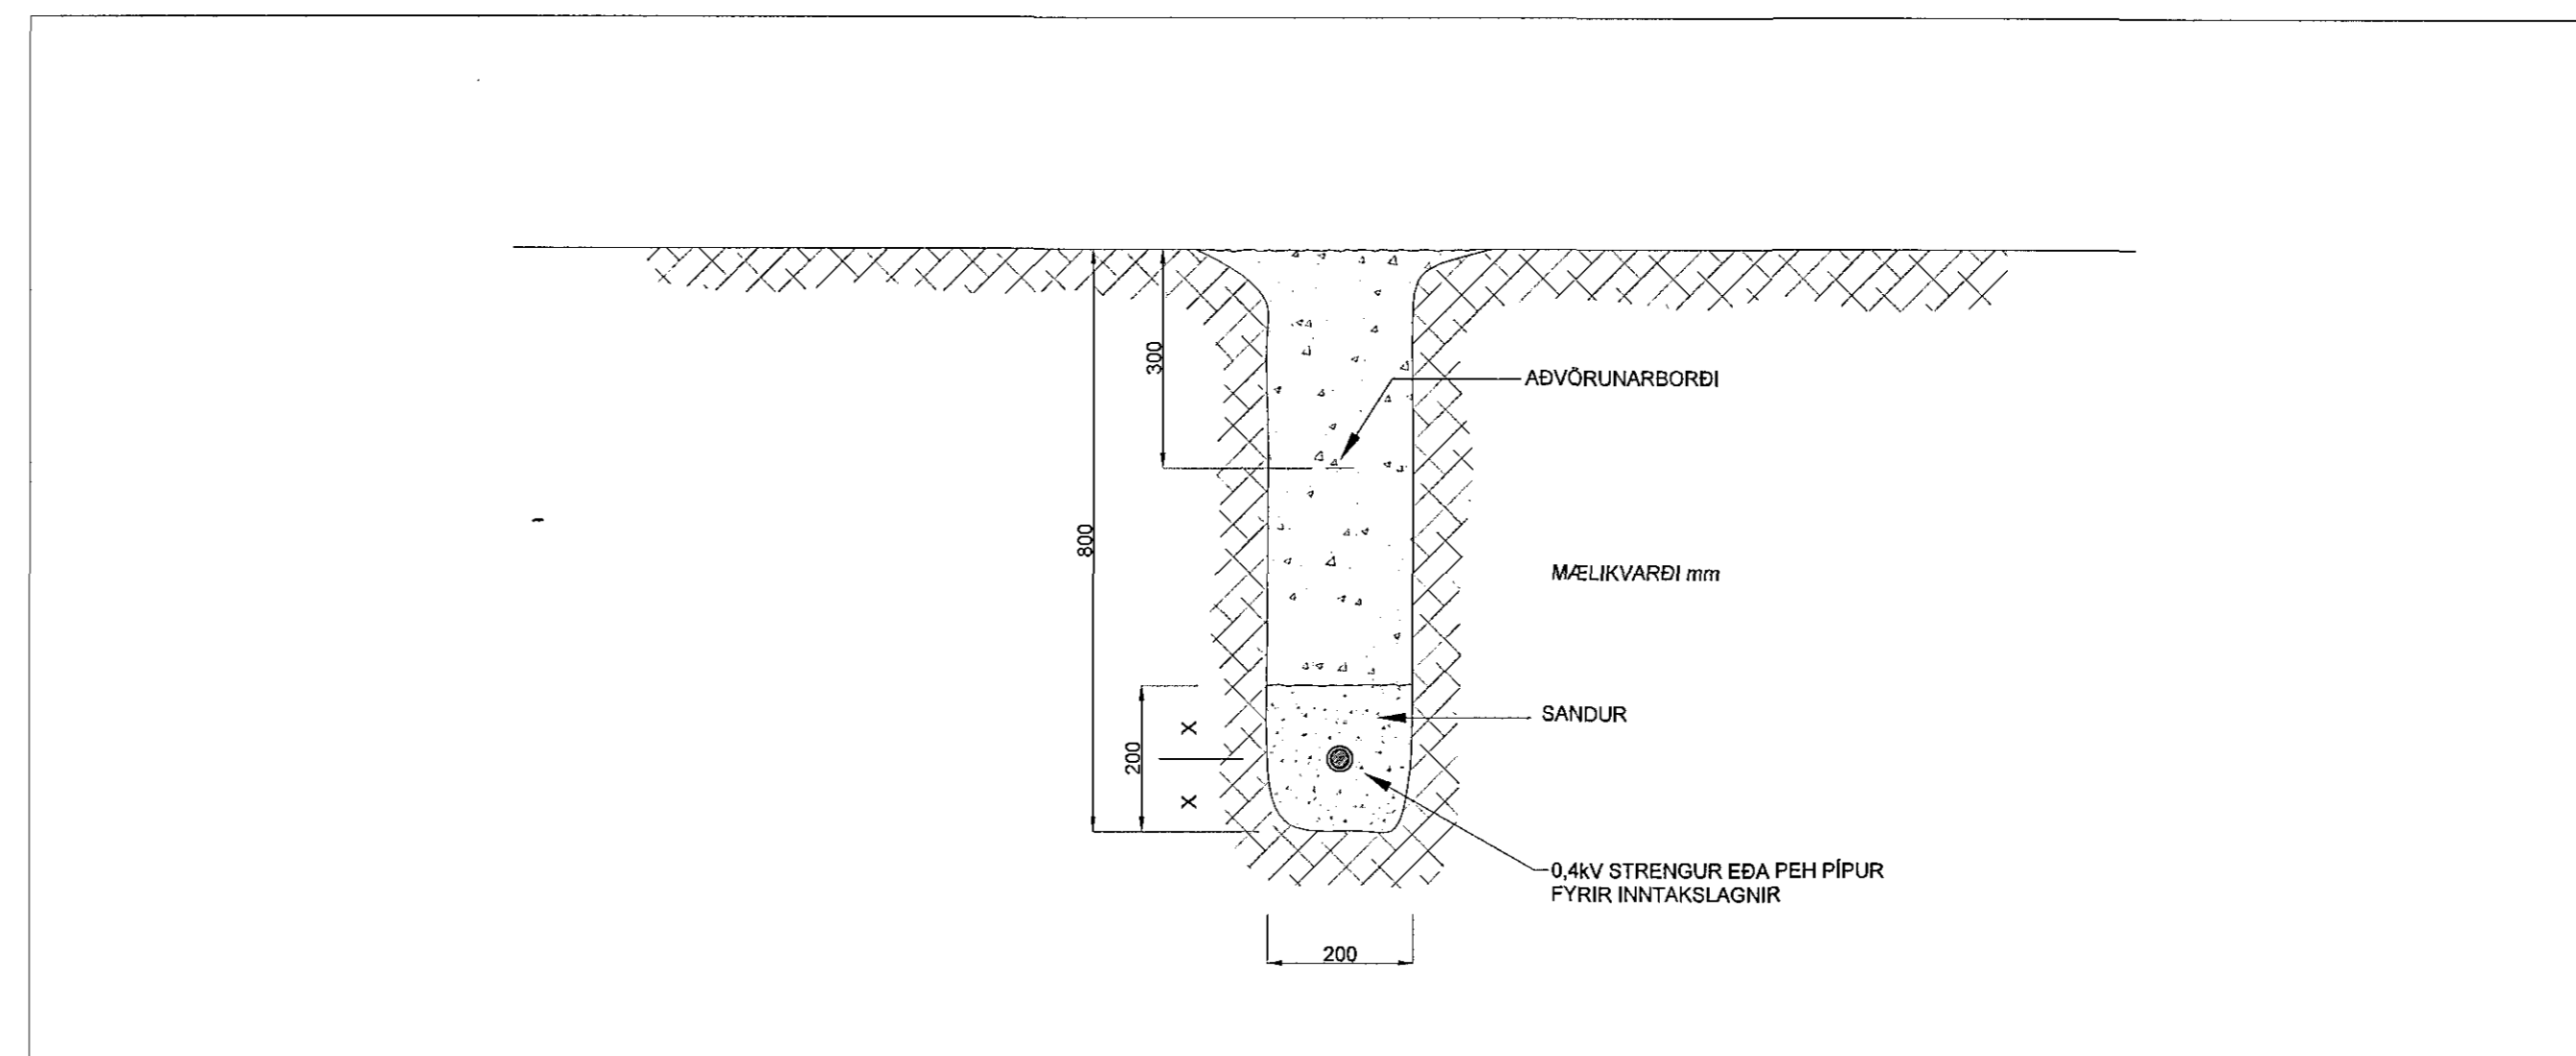 300
AÐVÖRUNARBORÐI
800
MÆLIKVARÐI mm
200
X
X
SANDUR
0,4kV STRENGUR EÐA PEH PÍPUR
FYRIR INNTAKSLAGNIR
200